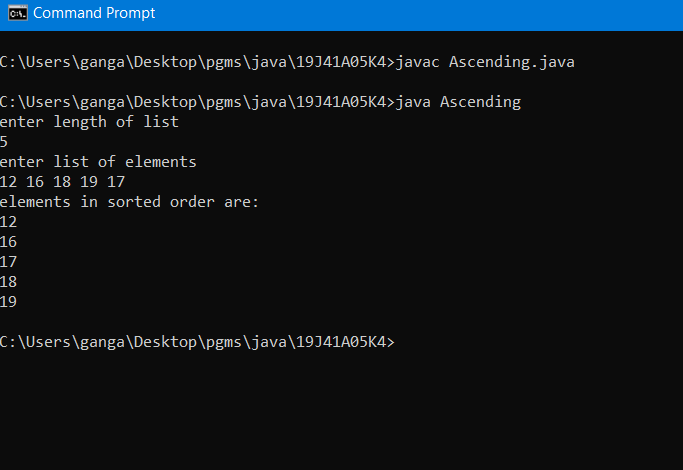 Command Prompt
C:\Users\ganga\Desktop\pgms\java\19J41A05K4>javac Ascending.java
C:\Users\ganga\Desktop\pgms\java\19J41A05K4>java Ascending
enter length of list
5
enter list of elements
12 16 18 19 17
elements in sorted order are:
12
16
17
18
19
C:\Users\ganga\Desktop\pgms\java\19J41A05K4>